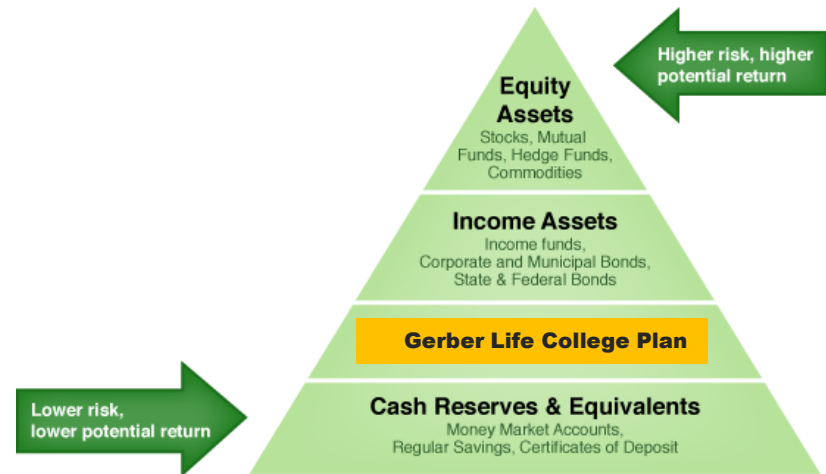 Higher risk, higher
potential return
Equity
Assets
Stocks, Mutual
Funds, Hedge Funds,
Commodities
Income Assets
Income funds,
Corporate and Municipal Bonds,
State & Federal Bonds
Gerber Life College Plan
Lower risk,
lower potential return
Cash Reserves & Equivalents
Money Market Accounts,
Regular Savings, Certificates of Deposit